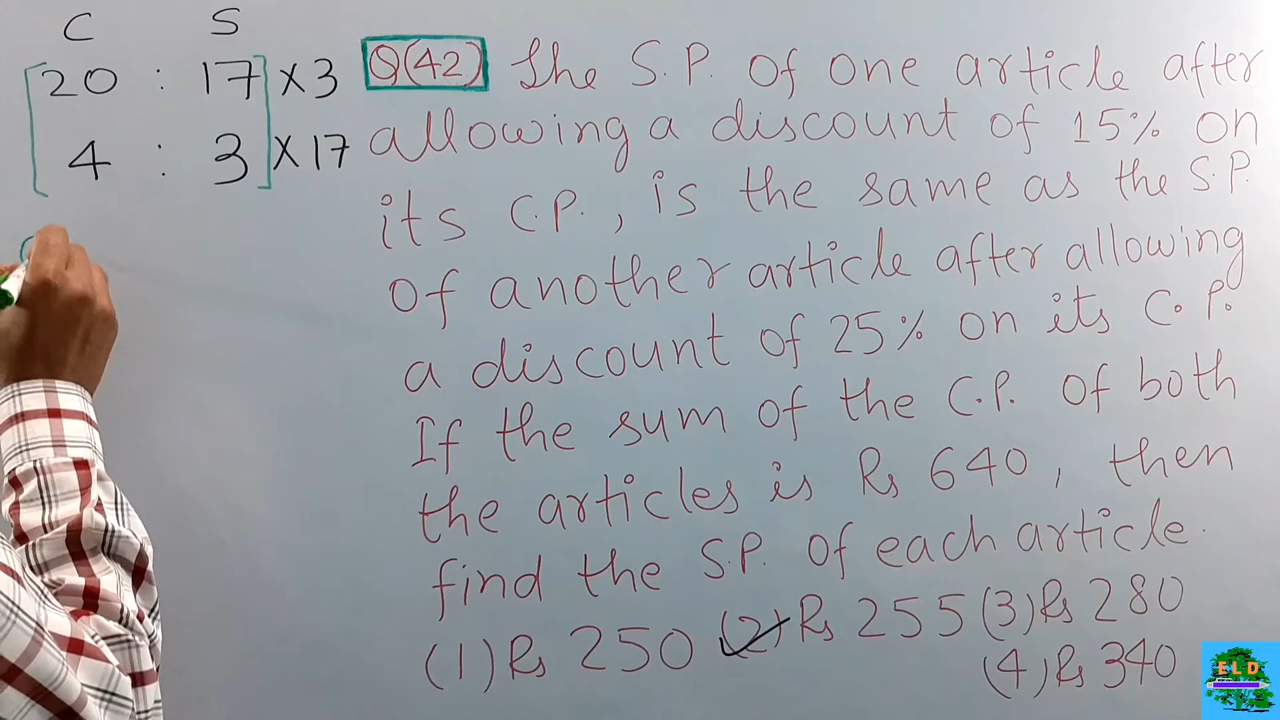 C S
20 : 17 ×3
4 : 3 ×17
Q(42) The S.P. of one article after
allowing a discount of 15% on
its C.P., is the same as the S.P.
of another article after allowing
a discount of 25% on its C.P.
If the sum of the C.P. of both
the articles is Rs 640, then
find the S.P. of each article.
(1) Rs 250 (2) Rs 255 (3) Rs 280
(4) Rs 340
ELD